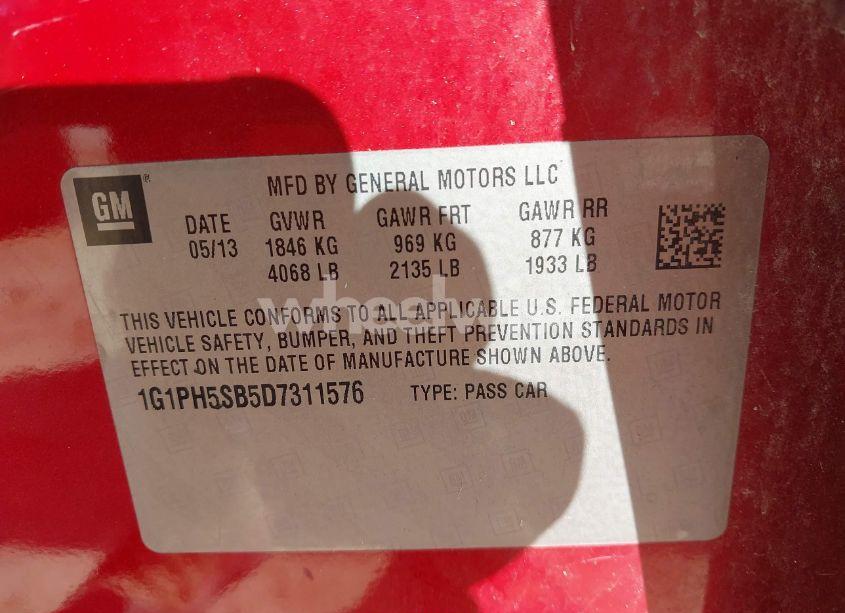 GM
®
MFD BY GENERAL MOTORS LLC
DATE GVWR GAWR FRT GAWR RR
05/13 1846 KG 969 KG 877 KG
4068 LB 2135 LB 1933 LB
THIS VEHICLE CONFORMS TO ALL APPLICABLE U.S. FEDERAL MOTOR
VEHICLE SAFETY, BUMPER, AND THEFT PREVENTION STANDARDS IN
EFFECT ON THE DATE OF MANUFACTURE SHOWN ABOVE.
1G1PH5SB5D7311576 TYPE: PASS CAR